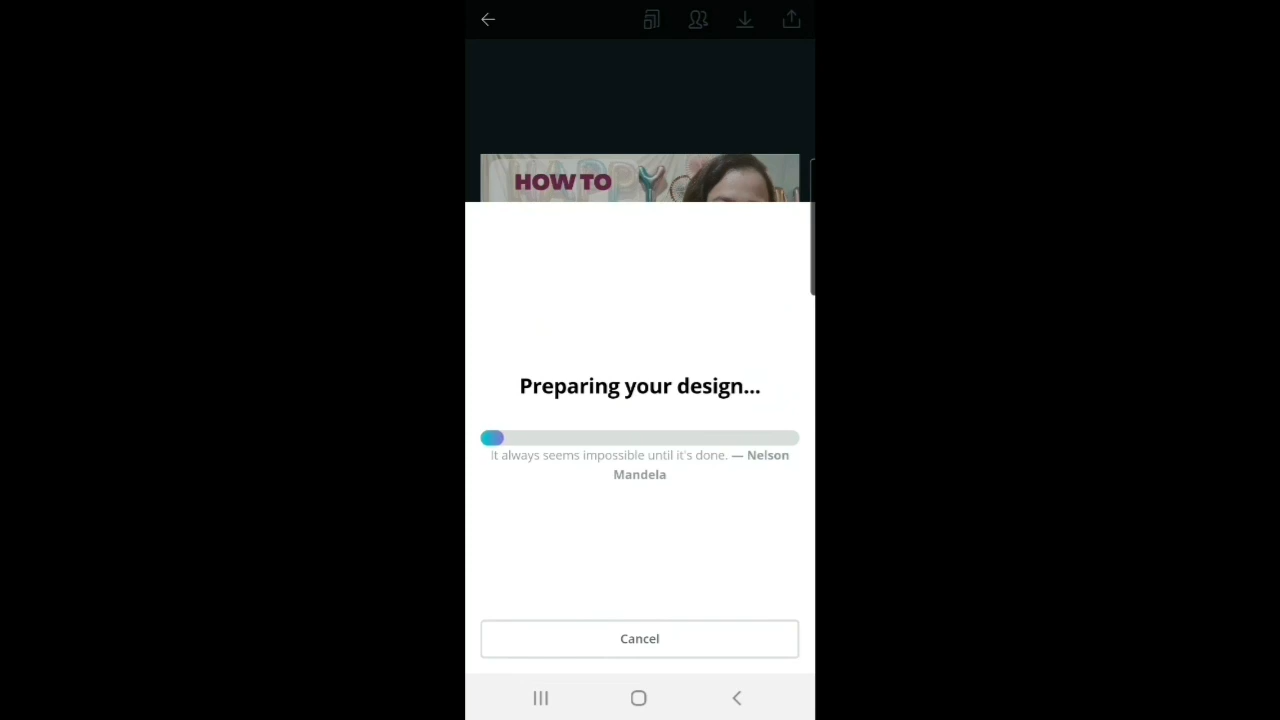 HOW TO
Preparing your design...
It always seems impossible until it's done. — Nelson
Mandela
Cancel